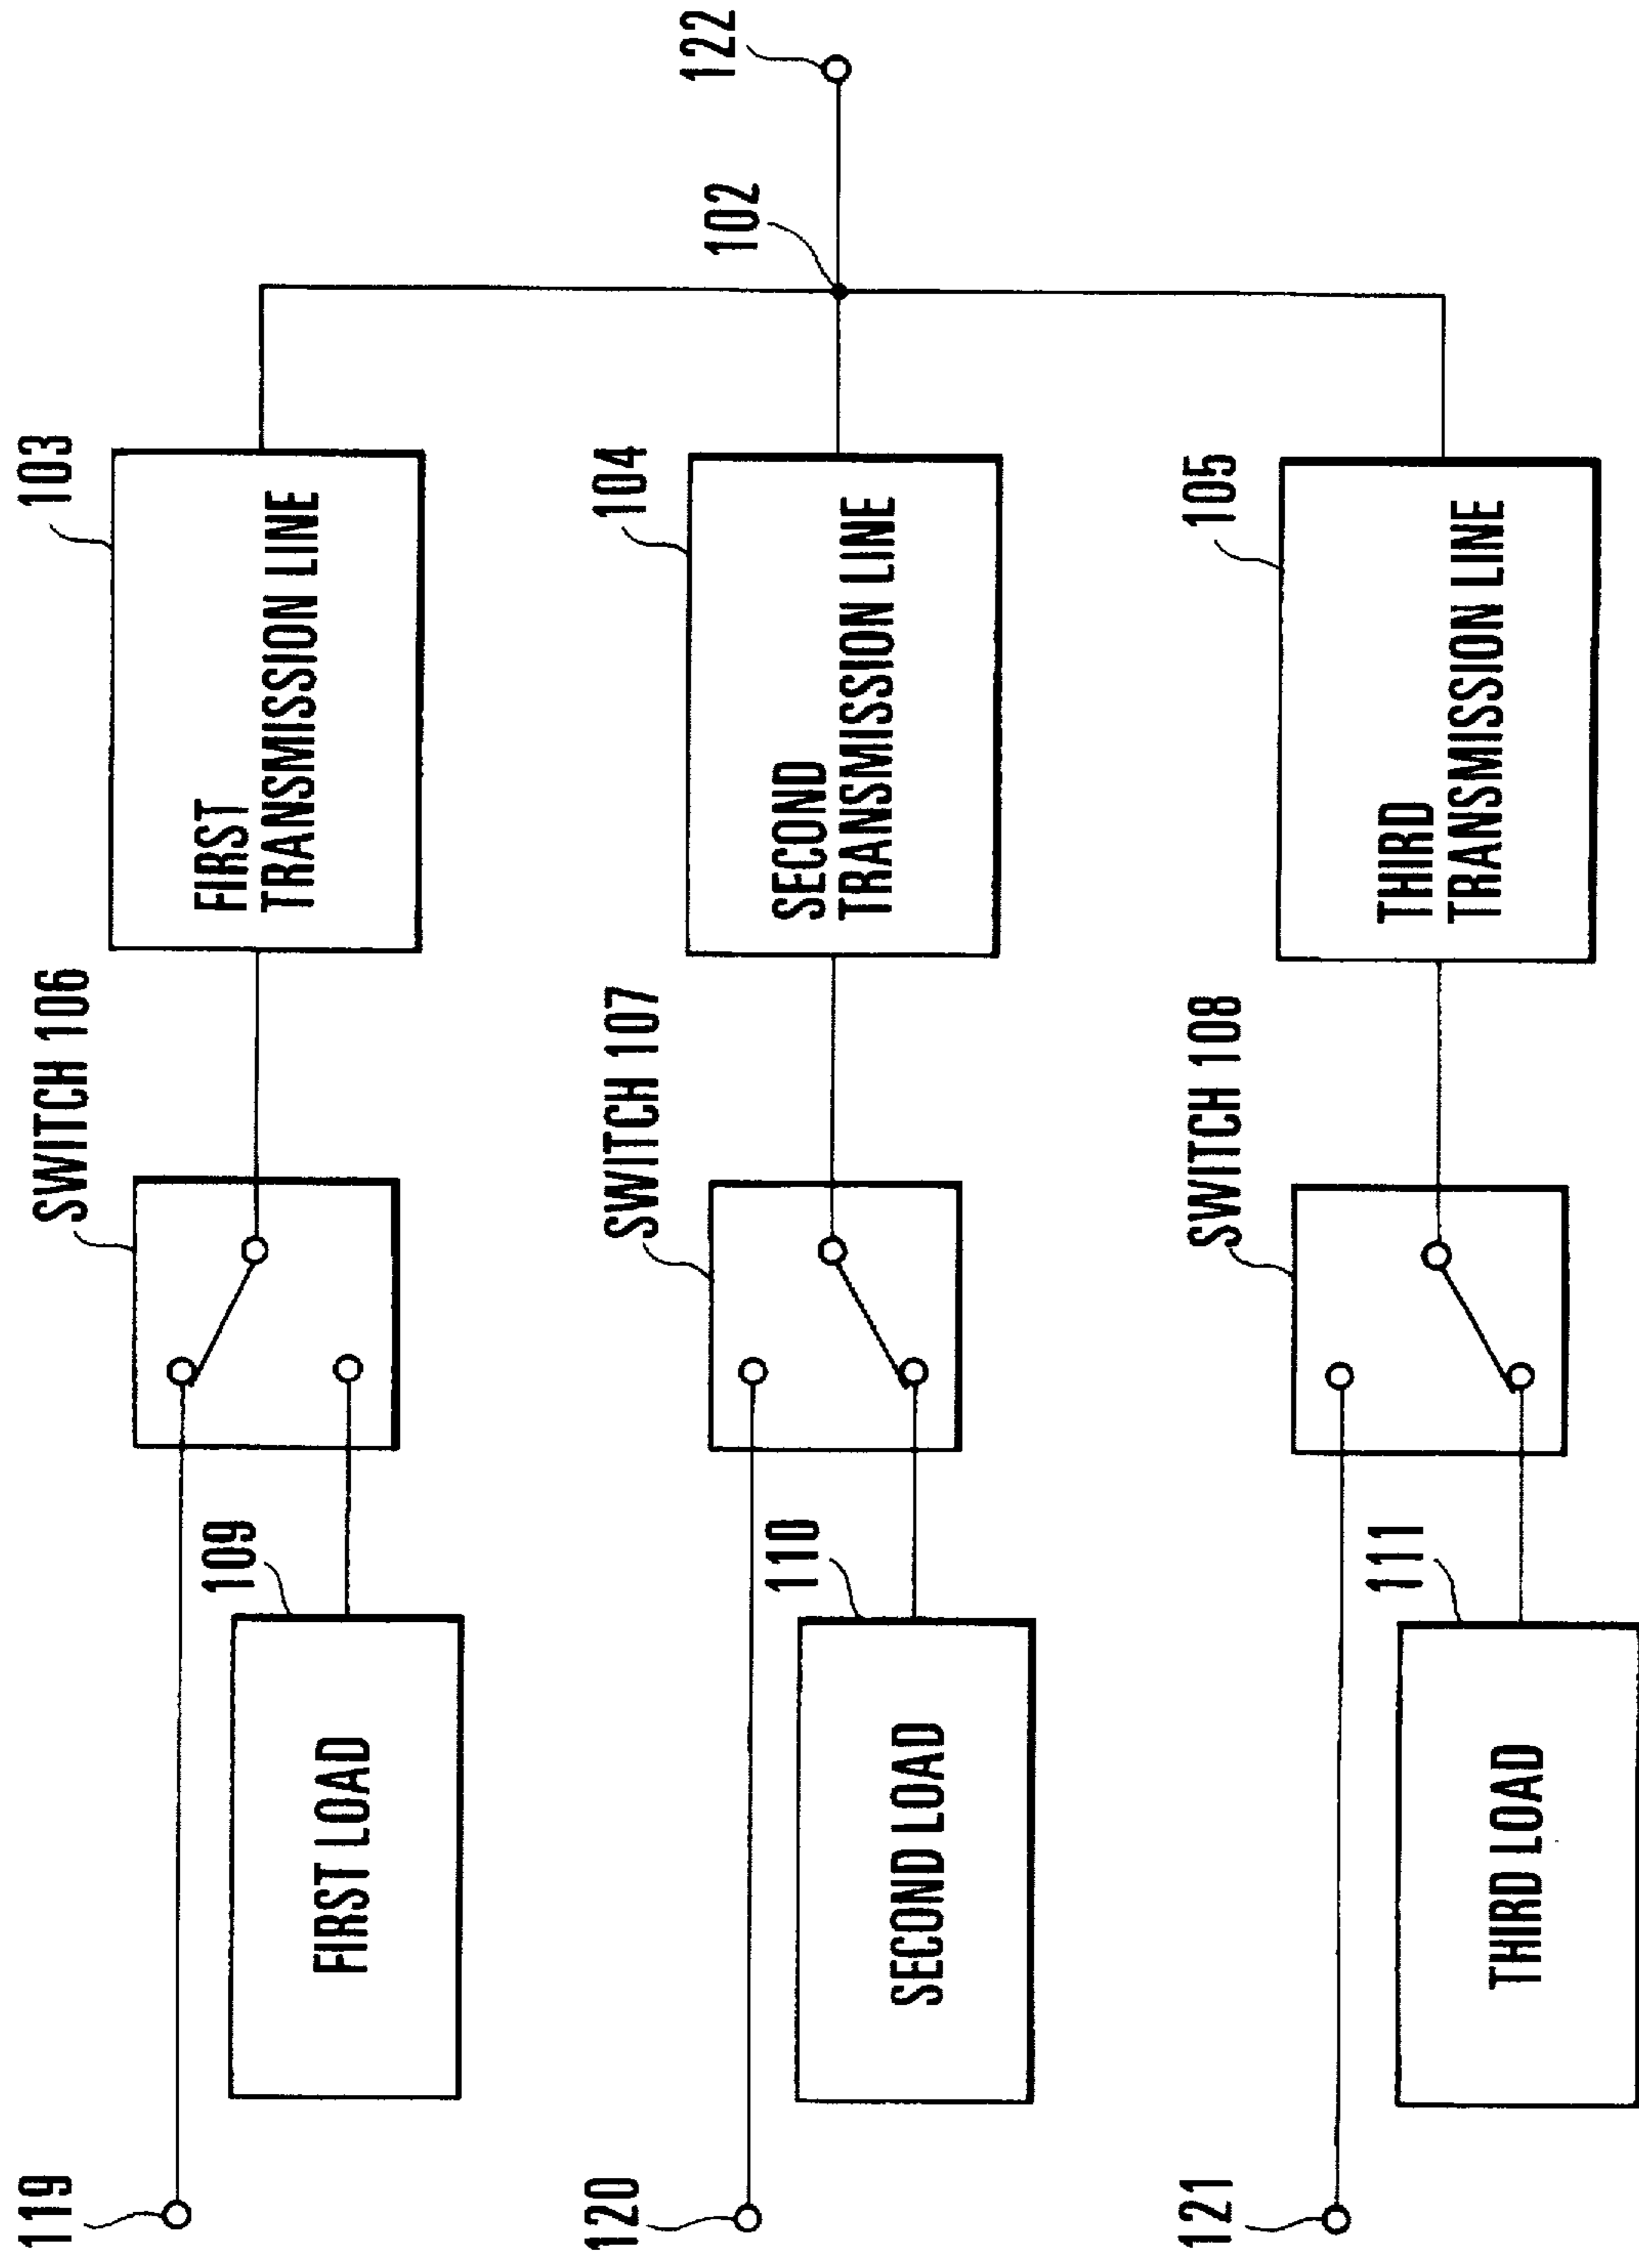 119
109
FIRST LOAD
SWITCH 106
FIRST
TRANSMISSION LINE
103
102
122
120
110
SECOND LOAD
SWITCH 107
SECOND
TRANSMISSION LINE
104
121
111
THIRD LOAD
SWITCH 108
THIRD
TRANSMISSION LINE
105